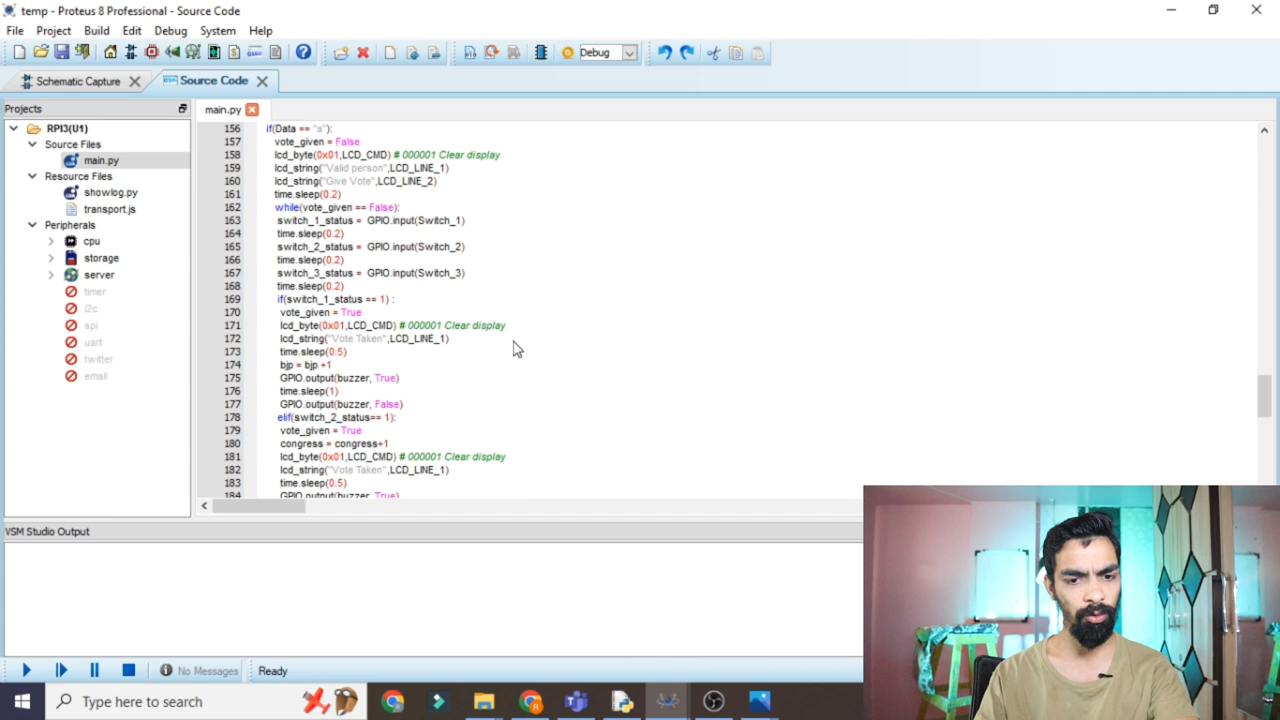 temp - Proteus 8 Professional - Source Code
File Project Build Edit Debug System Help
Debug
Schematic Capture Source Code
Projects
main.py
RPI3(U1)
Source Files
main.py
Resource Files
showlog.py
transport.js
Peripherals
cpu
storage
server
timer
i2c
spi
uart
twitter
email
156 if(Data == "a"):
157 vote_given = False
158 lcd_byte(0x01,LCD_CMD) # 000001 Clear display
159 lcd_string("Valid person",LCD_LINE_1)
160 lcd_string("Give Vote",LCD_LINE_2)
161 time.sleep(0.2)
162 while(vote_given == False):
163 switch_1_status = GPIO.input(Switch_1)
164 time.sleep(0.2)
165 switch_2_status = GPIO.input(Switch_2)
166 time.sleep(0.2)
167 switch_3_status = GPIO.input(Switch_3)
168 time.sleep(0.2)
169 if(switch_1_status == 1) :
170 vote_given = True
171 lcd_byte(0x01,LCD_CMD) # 000001 Clear display
172 lcd_string("Vote Taken",LCD_LINE_1)
173 time.sleep(0.5)
174 bjp = bjp +1
175 GPIO.output(buzzer, True)
176 time.sleep(1)
177 GPIO.output(buzzer, False)
178 elif(switch_2_status== 1):
179 vote_given = True
180 congress = congress+1
181 lcd_byte(0x01,LCD_CMD) # 000001 Clear display
182 lcd_string("Vote Taken",LCD_LINE_1)
183 time.sleep(0.5)
184 GPIO.output(buzzer, True)
VSM Studio Output
No Messages Ready
Type here to search